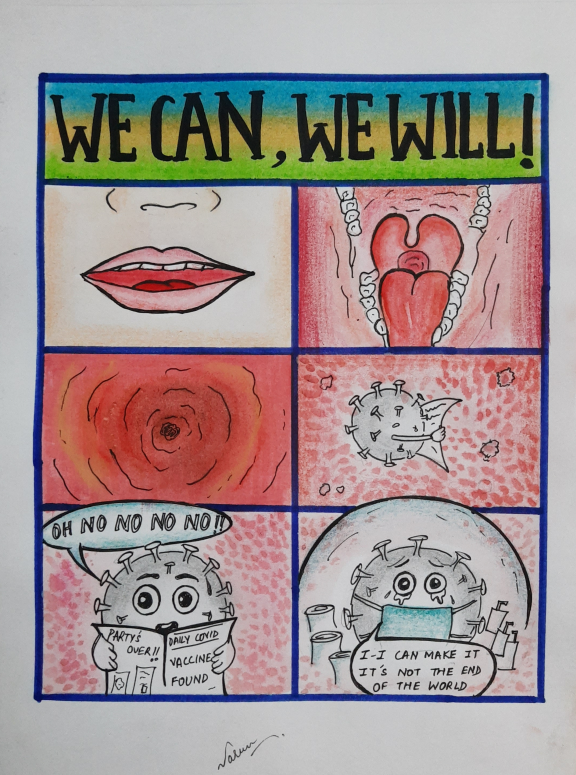 WE CAN, WE WILL!
OH NO NO NO NO!!
PARTY'S
OVER!!
!!
DAILY COVID
VACCINE
FOUND
I-I CAN MAKE IT
IT'S NOT THE END
OF THE WORLD